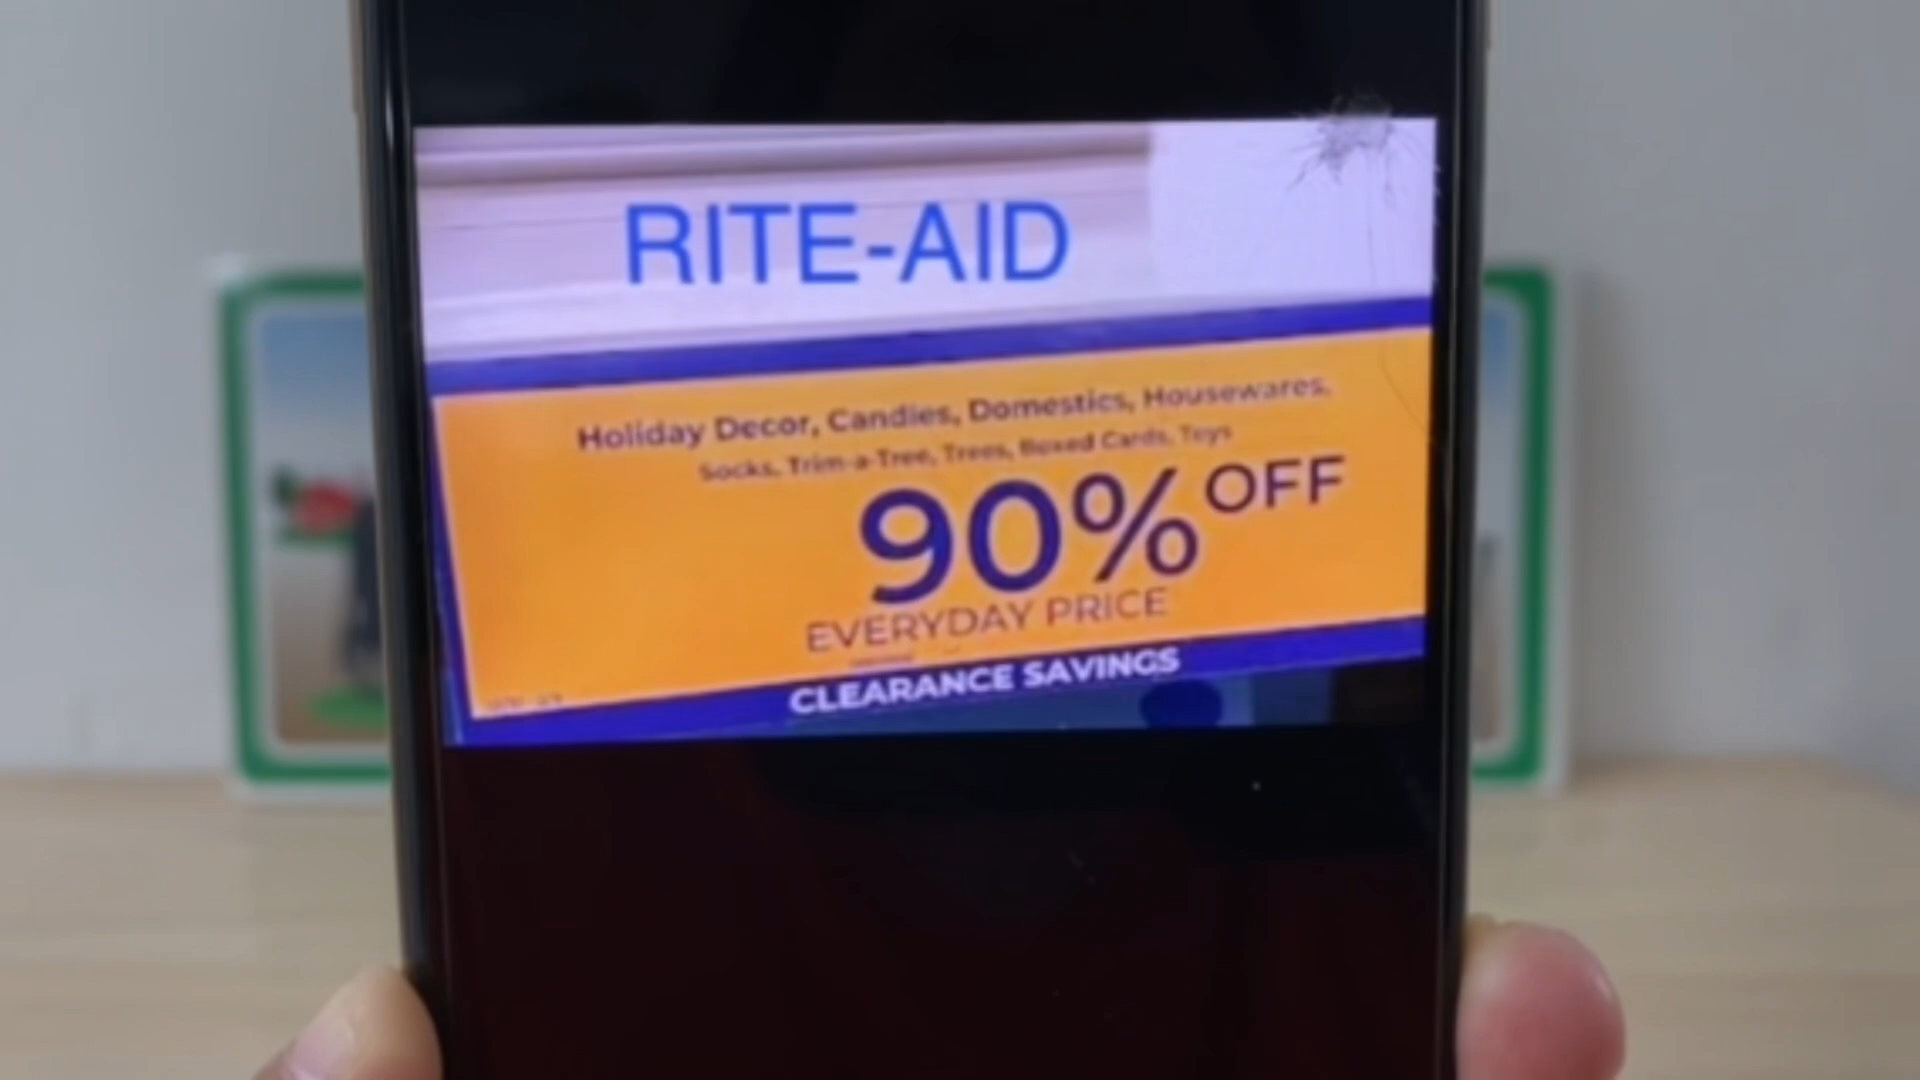 RITE-AID
Holiday Decor, Candles, Domestics, Housewares,
Socks, Trim-a-Tree, Trees, Boxed Cards, Toys
90% OFF
EVERYDAY PRICE
CLEARANCE SAVINGS